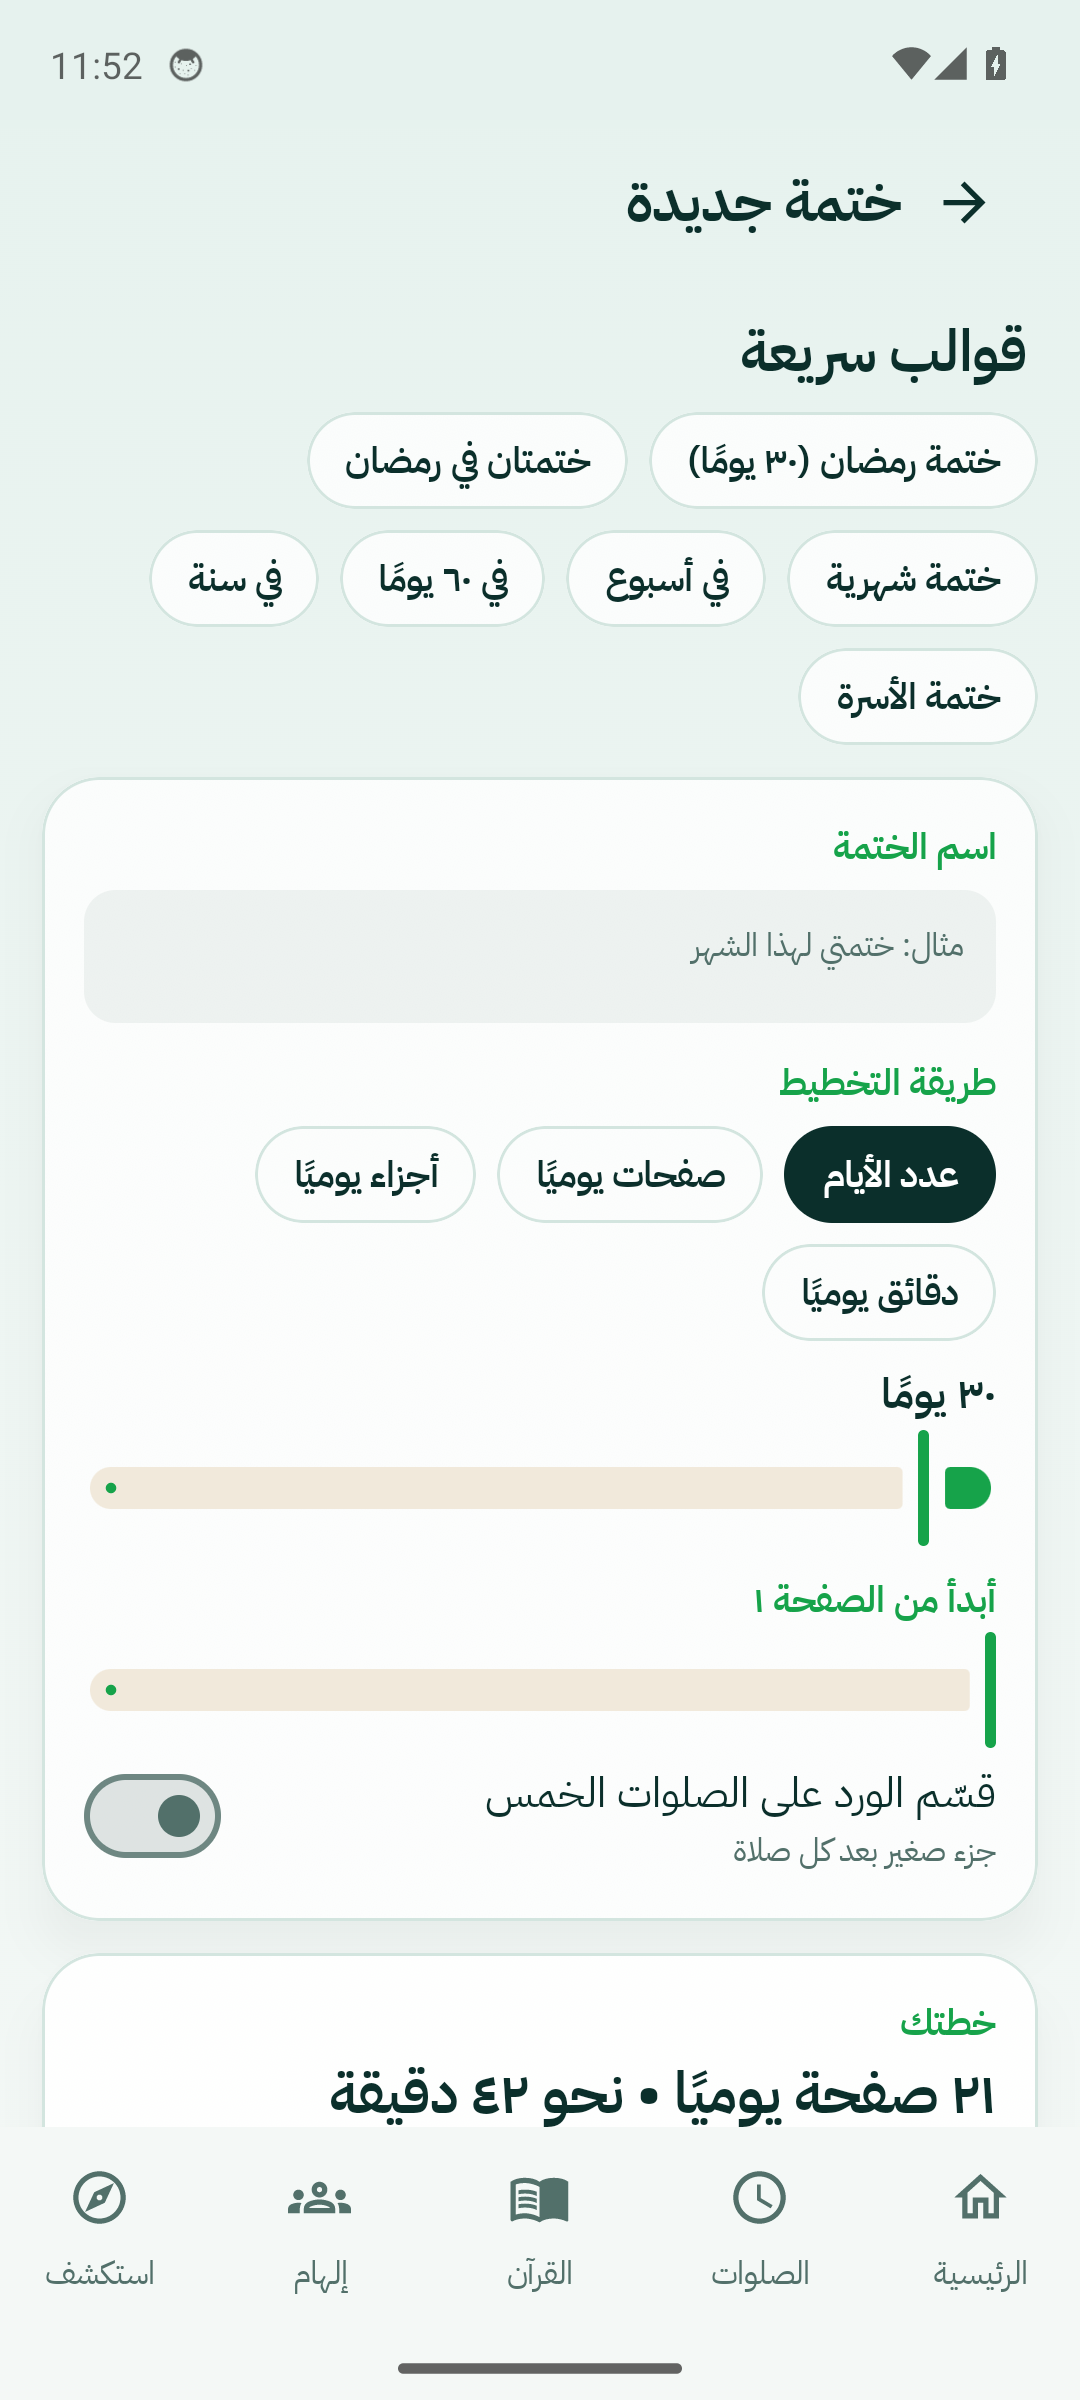 11:52
ختمة جديدة
قوالب سريعة
ختمة رمضان (٣٠ يومًا)
ختمتان في رمضان
ختمة شهرية
في أسبوع
في ٦٠ يومًا
في سنة
ختمة الأسرة
اسم الختمة
مثال: ختمتي لهذا الشهر
طريقة التخطيط
عدد الأيام
صفحات يوميًا
أجزاء يوميًا
دقائق يوميًا
٣٠ يومًا
أبدأ من الصفحة ١
قسّم الورد على الصلوات الخمس
جزء صغير بعد كل صلاة
خطتك
٢١ صفحة يوميًا • نحو ٤٢ دقيقة
الرئيسية
الصلوات
القرآن
إلهام
استكشف